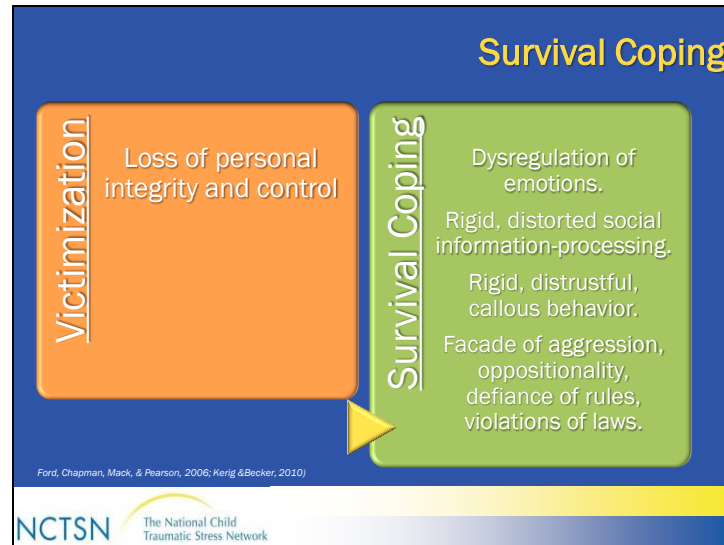 Survival Coping
Victimization
Loss of personal
integrity and control
Survival Coping
Dysregulation of
emotions.
Rigid, distorted social
information-processing.
Rigid, distrustful,
callous behavior.
Facade of aggression,
oppositionality,
defiance of rules,
violations of laws.
Ford, Chapman, Mack, & Pearson, 2006; Kerig &Becker, 2010)
NCTSN
The National Child
Traumatic Stress Network